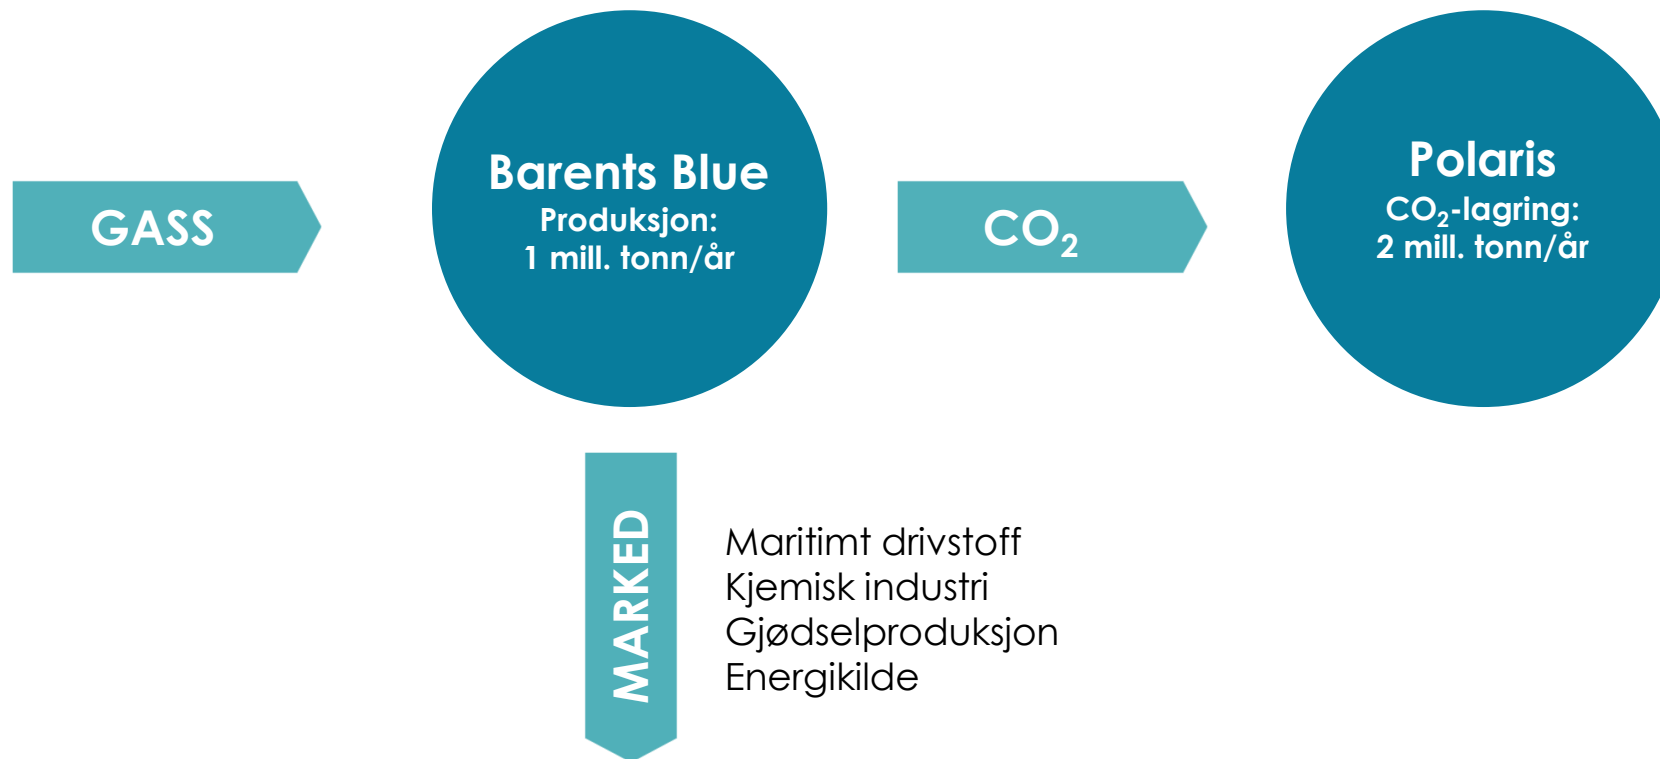 GASS
Barents Blue
Produksjon:
1 mill. tonn/år
CO₂
Polaris
CO₂-lagring:
2 mill. tonn/år
MARKED
Maritimt drivstoff
Kjemisk industri
Gjødselproduksjon
Energikilde